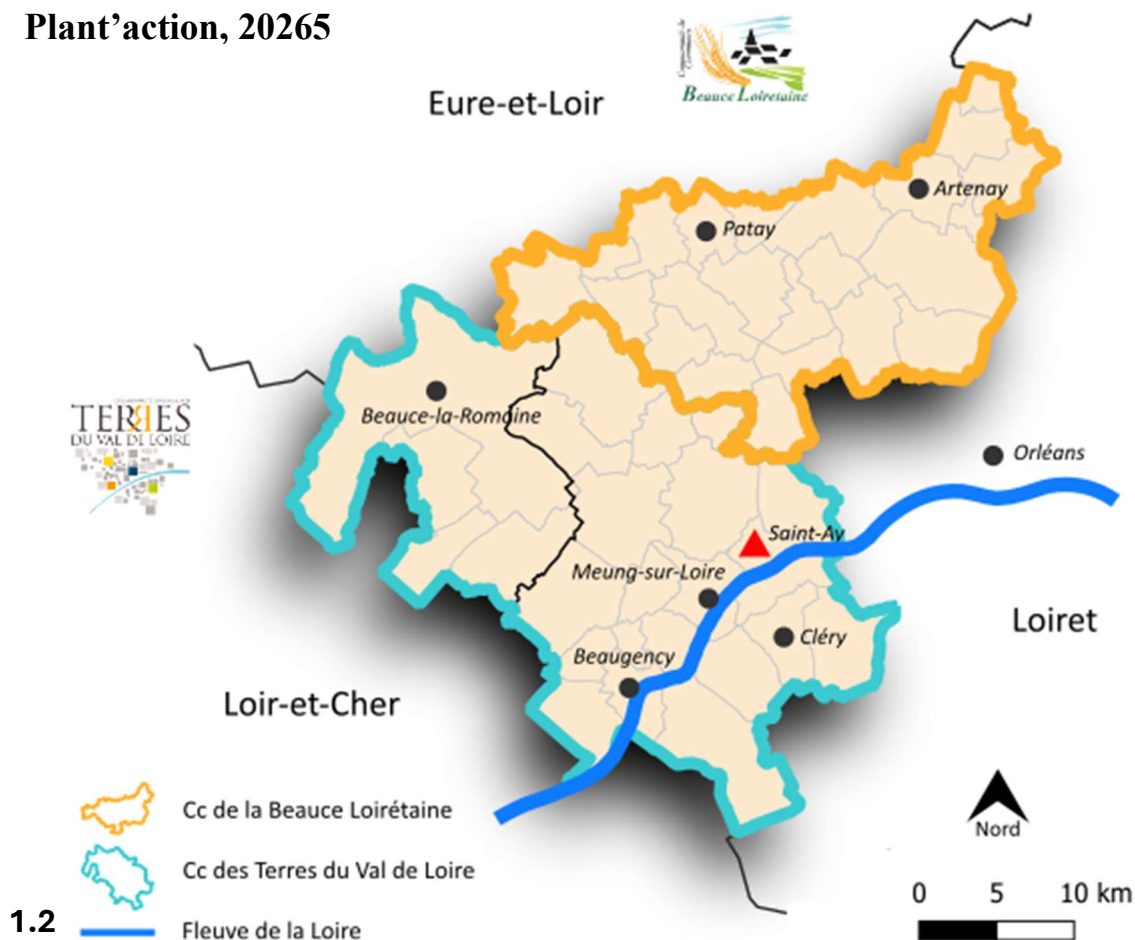 Plant’action, 20265
Beauce Loiretaine
Eure-et-Loir
Artenay
Patay
Beauce-la-Romaine
TERRES
DU VAL DE LOIRE
Orléans
Saint-Ay
Meung-sur-Loire
Loiret
Cléry
Beaugency
Loir-et-Cher
Cc de la Beauce Loirétaine
Nord
Cc des Terres du Val de Loire
0 5 10 km
1.2
Fleuve de la Loire